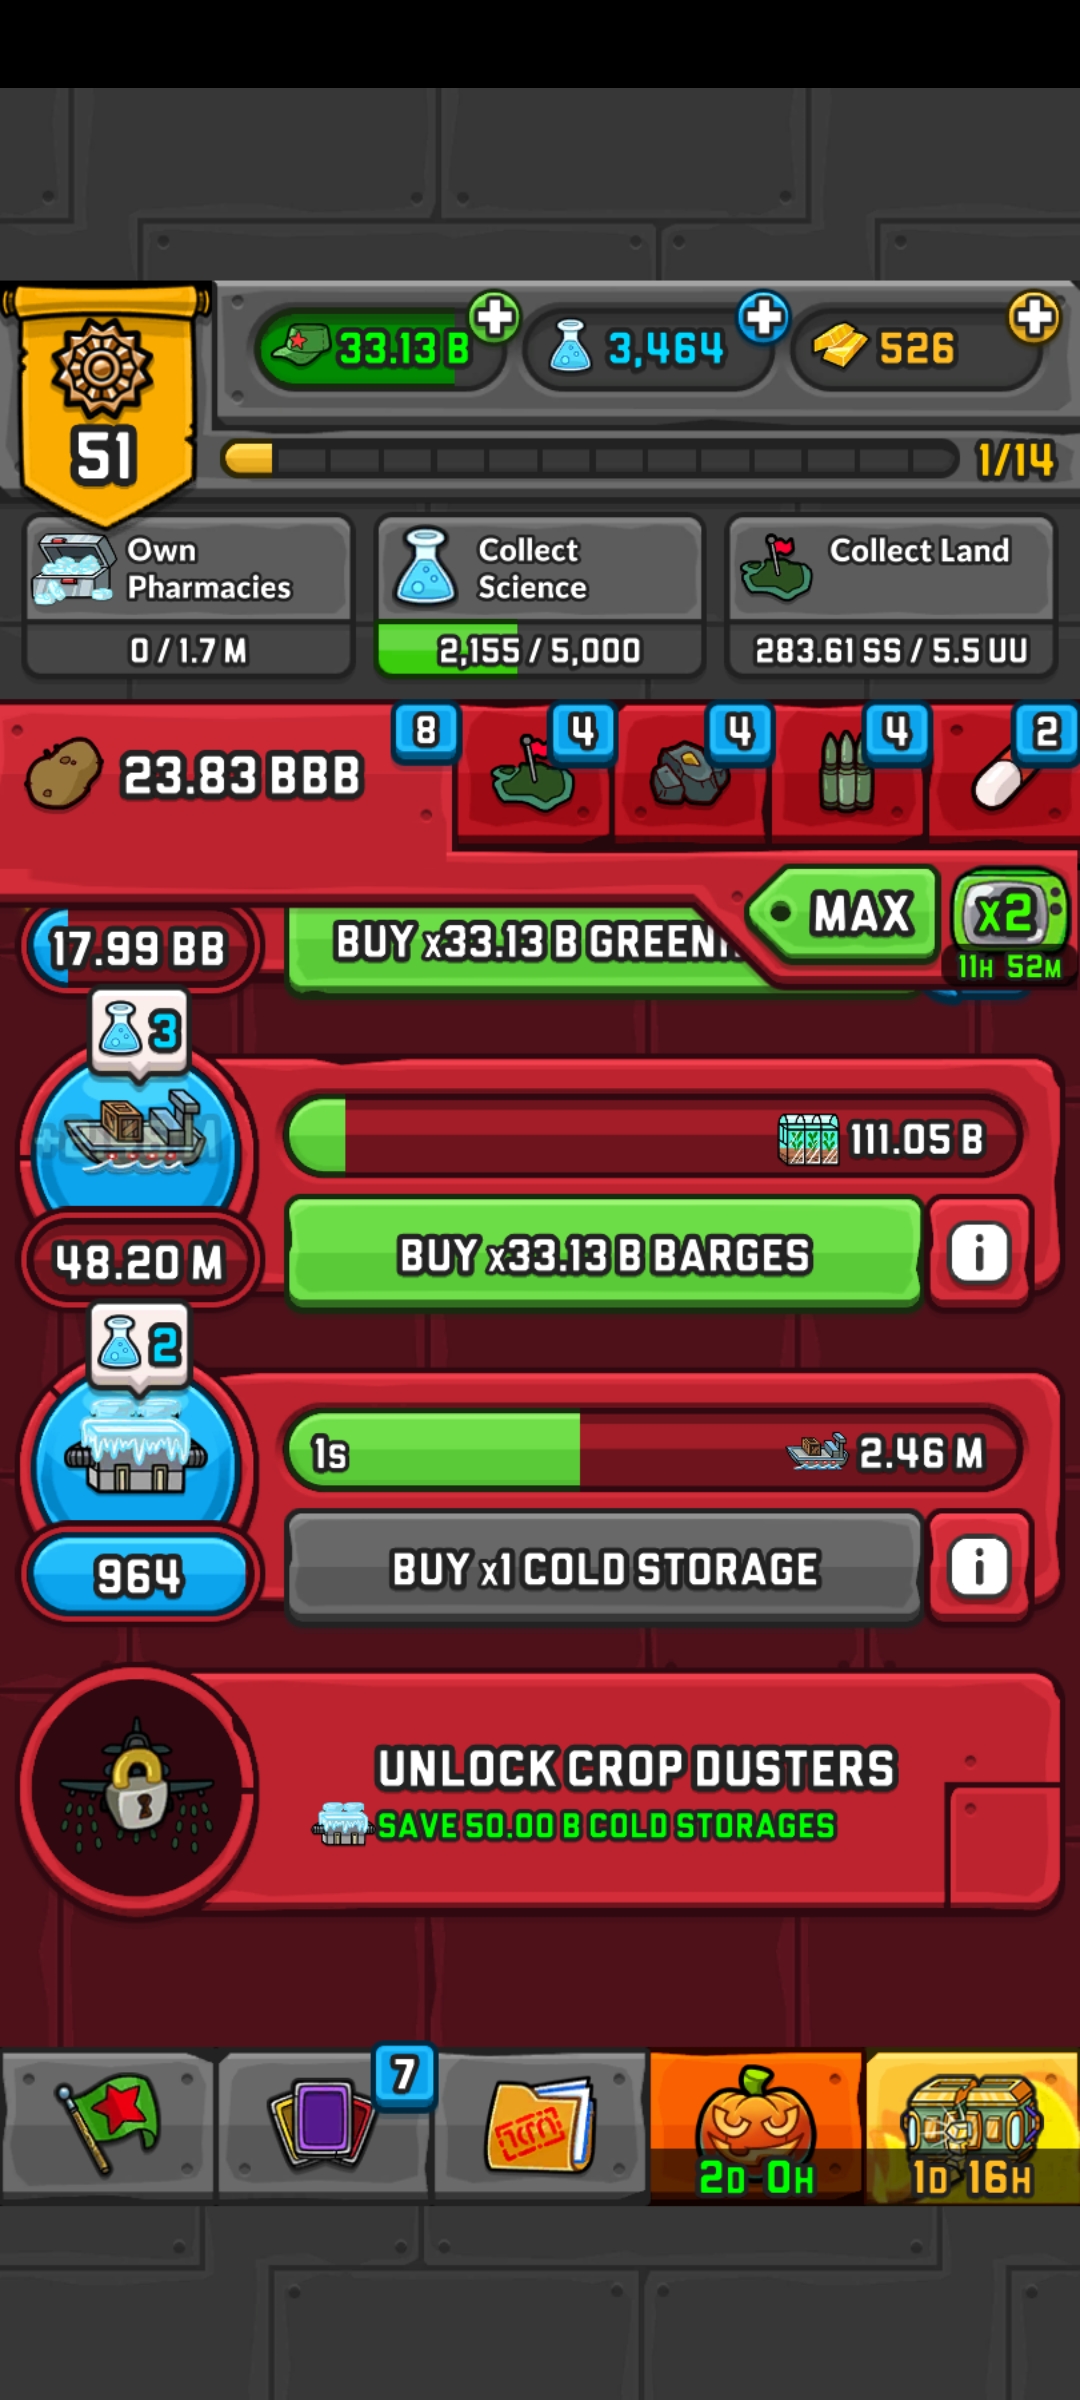 33.13 B
3,464
526
51
1/14
Own Pharmacies
0 / 1.7 M
Collect Science
2,155 / 5,000
Collect Land
283.61 SS / 5.5 UU
23.83 BBB
8
4
4
4
2
MAX
x2
11H 52M
17.99 BB
BUY x33.13 B GREEN
3
111.05 B
48.20 M
BUY x33.13 B BARGES
i
2
1s
2.46 M
964
BUY x1 COLD STORAGE
i
UNLOCK CROP DUSTERS
SAVE 50.00 B COLD STORAGES
7
2D 0H
1D 16H